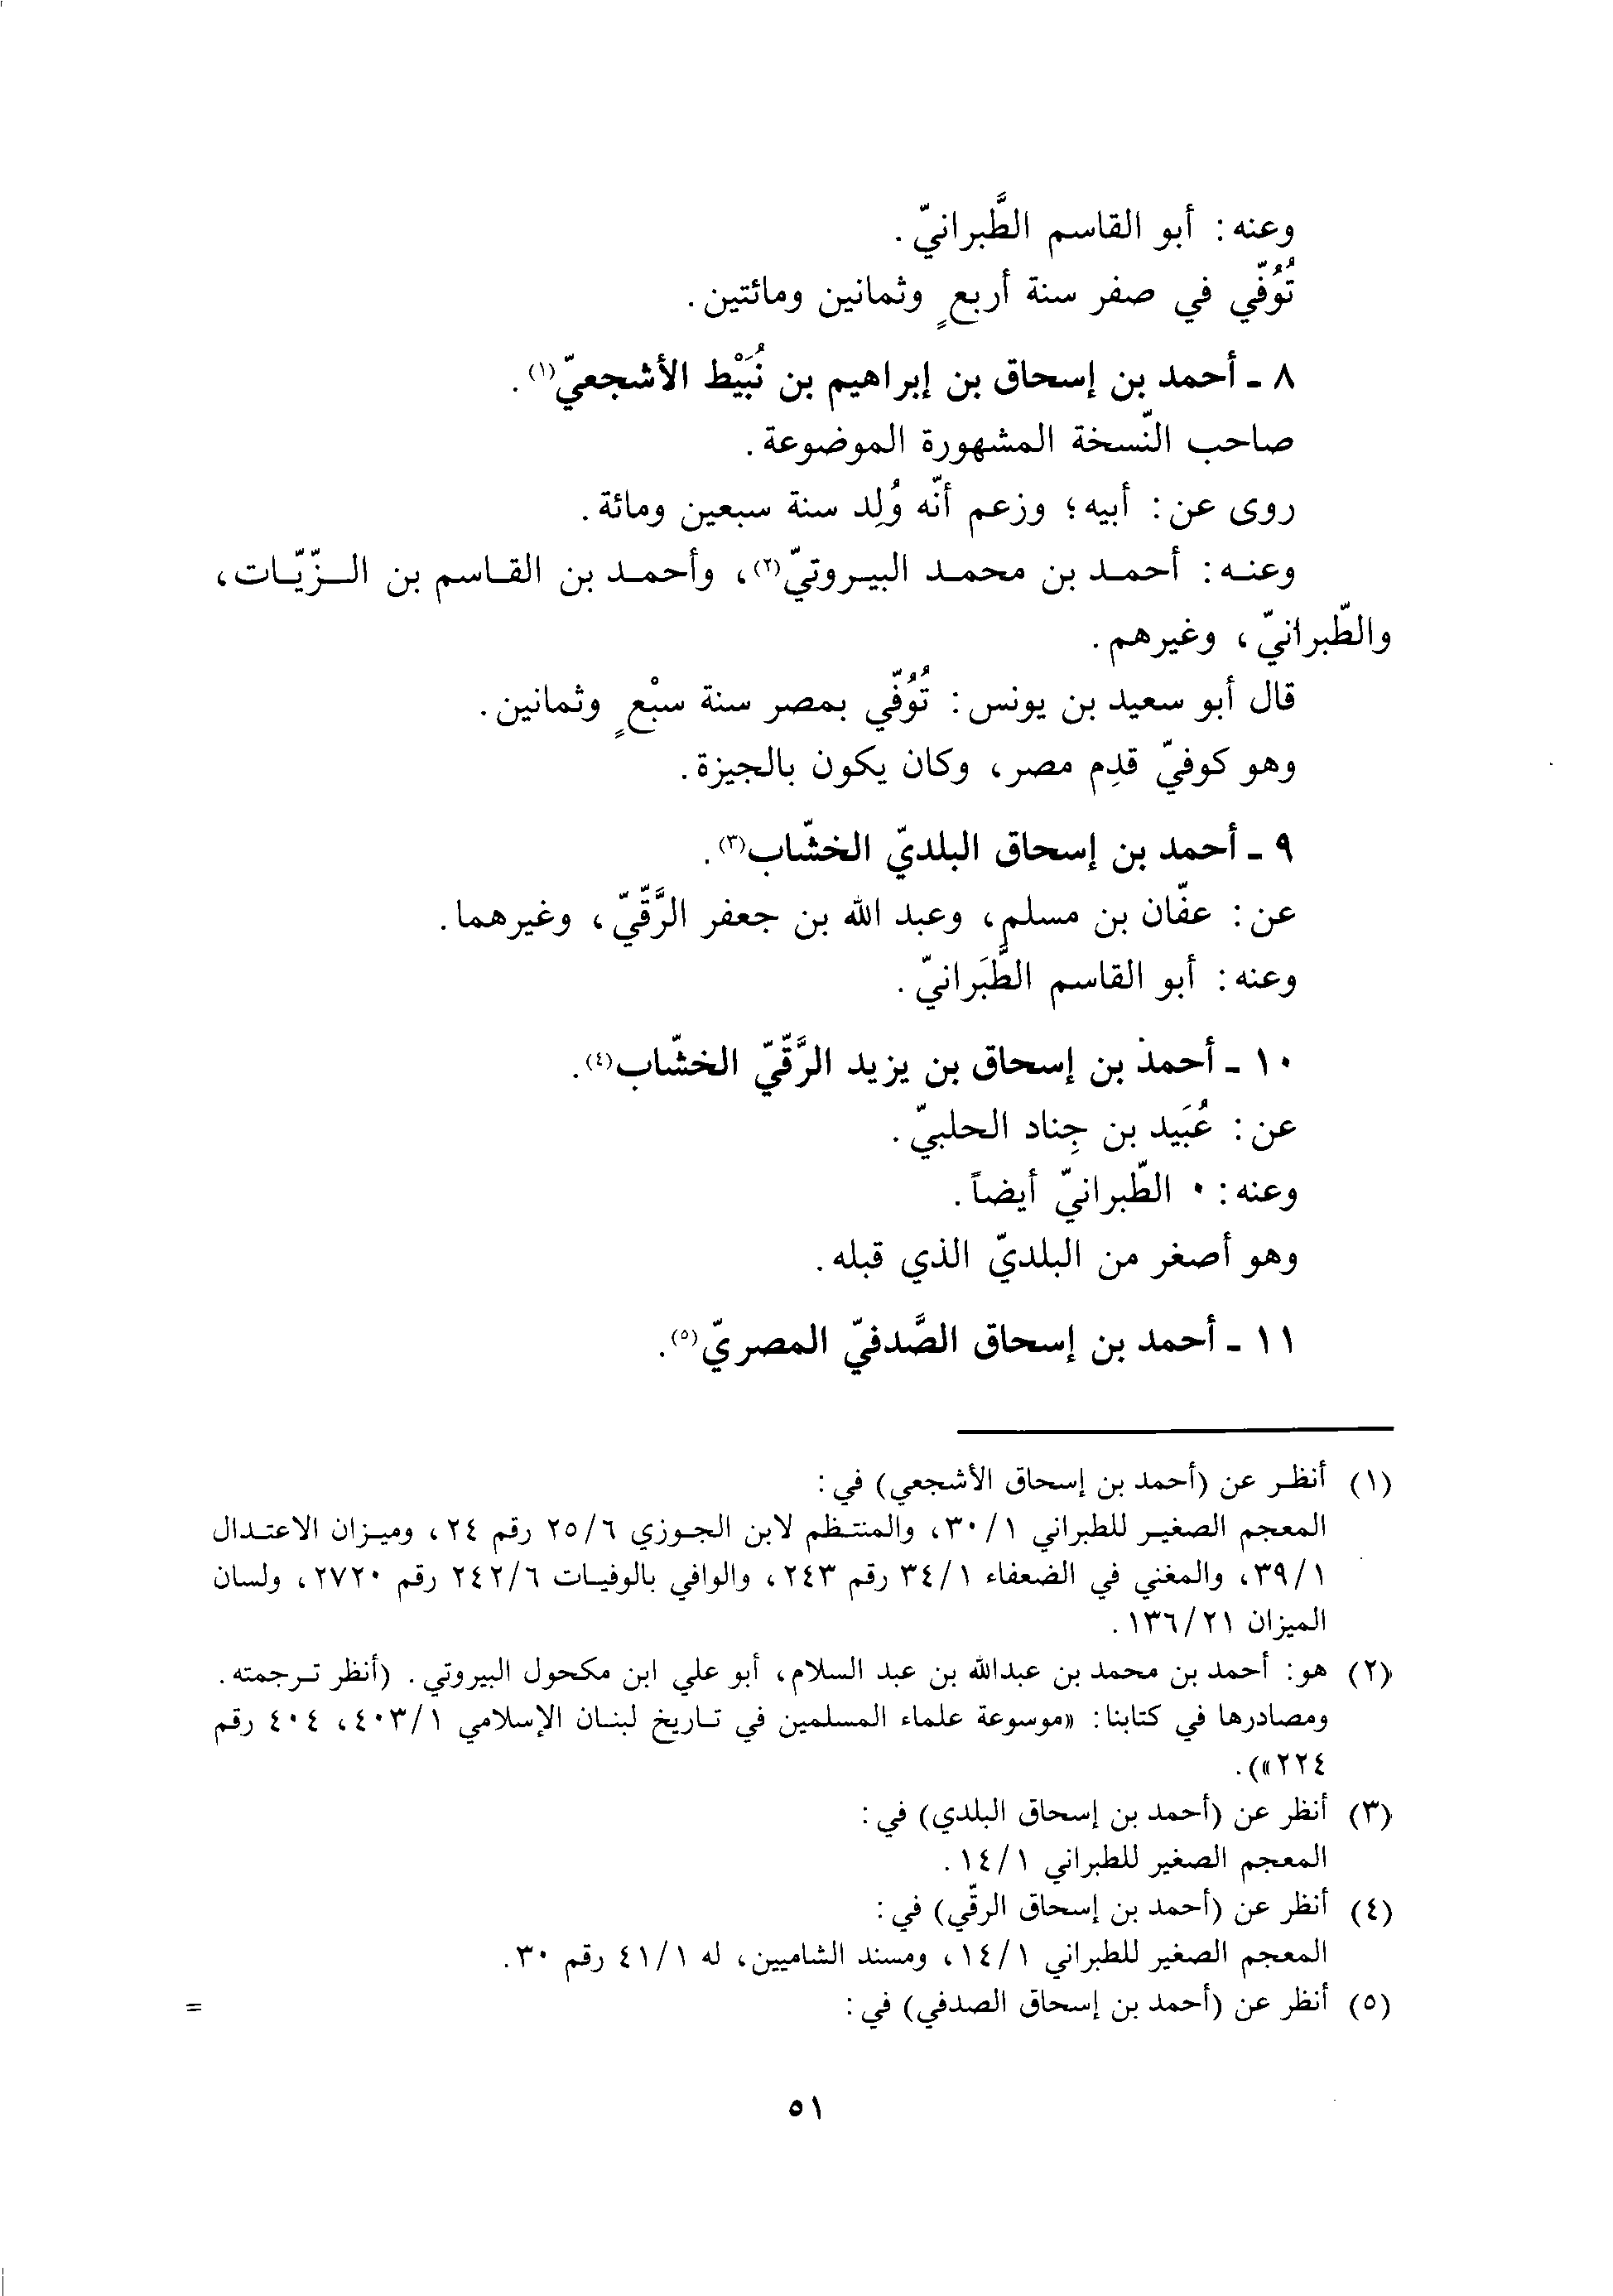 وعنه: أبو القاسم الطَّبرانيّ.
تُوُفّي في صفر سنة أربعٍ وثمانين ومائتين.
٨ - أحمد بن إسحاق بن إبراهيم بن نُبَيْط الأشجعيّ(١).
صاحب النّسخة المشهورة الموضوعة.
روى عن: أبيه؛ وزعم أنّه وُلِد سنة سبعين ومائة.
وعنه: أحمد بن محمد البيروتيّ(٢)، وأحمد بن القاسم بن الزّيّات،
والطّبرانيّ، وغيرهم.
قال أبو سعيد بن يونس: تُوُفّي بمصر سنة سبْعٍ وثمانين.
وهو كوفيّ قدِم مصر، وكان يكون بالجيزة.
٩ - أحمد بن إسحاق البلديّ الخشّاب(٣).
عن: عفّان بن مسلم، وعبد الله بن جعفر الرَّقّيّ، وغيرهما.
وعنه: أبو القاسم الطَّبَرانيّ.
١٠ - أحمد بن إسحاق بن يزيد الرَّقّيّ الخشّاب(٤).
عن: عُبَيد بن جِناد الحلبيّ.
وعنه: الطّبرانيّ أيضاً.
وهو أصغر من البلديّ الذي قبله.
١١ - أحمد بن إسحاق الصَّدفيّ المصريّ(٥).
(١) أنظر عن (أحمد بن إسحاق الأشجعي) في:
المعجم الصغير للطبراني ٣٠/١، والمنتظم لابن الجوزي ٢٥/٦ رقم ٢٤، وميزان الاعتدال
٣٩/١، والمغني في الضعفاء ٣٤/١ رقم ٢٤٣، والوافي بالوفيات ٢٤٢/٦ رقم ٢٧٢٠، ولسان
الميزان ١٣٦/٢١.
(٢) هو: أحمد بن محمد بن عبدالله بن عبد السلام، أبو علي ابن مكحول البيروتي. (أنظر ترجمته.
ومصادرها في كتابنا: «موسوعة علماء المسلمين في تاريخ لبنان الإسلامي ٤٠٣/١، ٤٠٤ رقم
٢٢٤»).
(٣) أنظر عن (أحمد بن إسحاق البلدي) في:
المعجم الصغير للطبراني ١٤/١.
(٤) أنظر عن (أحمد بن إسحاق الرقّي) في:
المعجم الصغير للطبراني ١٤/١، ومسند الشاميين، له ٤١/١ رقم ٣٠.
(٥) أنظر عن (أحمد بن إسحاق الصدفي) في: =
٥١